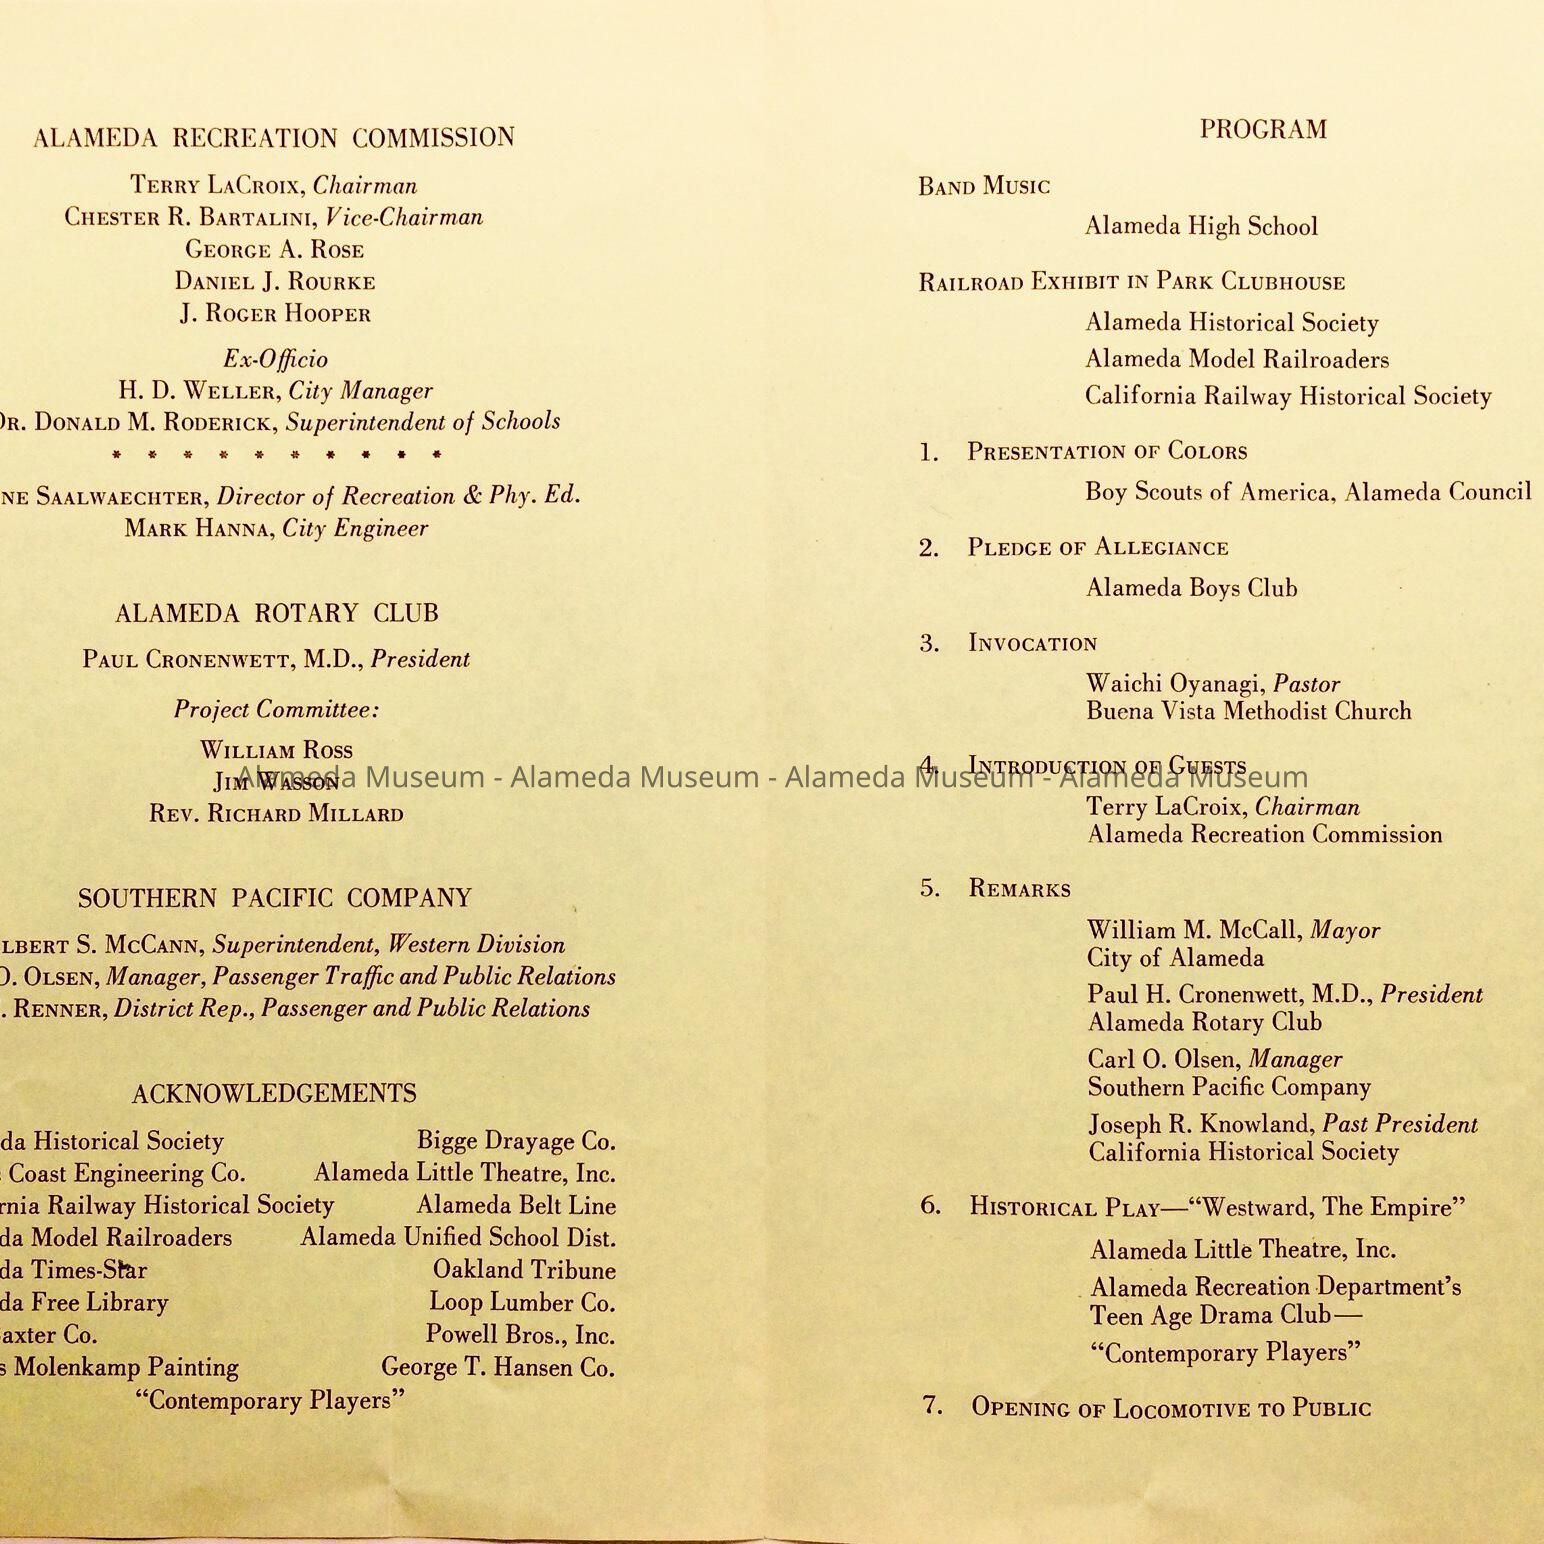 ALAMEDA RECREATION COMMISSION
TERRY LACROIX, Chairman
CHESTER R. BARTALINI, Vice-Chairman
GEORGE A. ROSE
DANIEL J. ROURKE
J. ROGER HOOPER
Ex-Officio
H. D. WELLER, City Manager
DR. DONALD M. RODERICK, Superintendent of Schools
* * * * * * * * * *
NE SAALWAECHTER, Director of Recreation & Phy. Ed.
MARK HANNA, City Engineer
ALAMEDA ROTARY CLUB
PAUL CRONENWETT, M.D., President
Project Committee:
WILLIAM ROSS
JIM WASSON
REV. RICHARD MILLARD
SOUTHERN PACIFIC COMPANY
LBERT S. MCCANN, Superintendent, Western Division
O. OLSEN, Manager, Passenger Traffic and Public Relations
. RENNER, District Rep., Passenger and Public Relations
ACKNOWLEDGEMENTS
da Historical Society Bigge Drayage Co.
Coast Engineering Co. Alameda Little Theatre, Inc.
rnia Railway Historical Society Alameda Belt Line
da Model Railroaders Alameda Unified School Dist.
da Times-Star Oakland Tribune
da Free Library Loop Lumber Co.
axter Co. Powell Bros., Inc.
s Molenkamp Painting George T. Hansen Co.
“Contemporary Players”
PROGRAM
BAND MUSIC
Alameda High School
RAILROAD EXHIBIT IN PARK CLUBHOUSE
Alameda Historical Society
Alameda Model Railroaders
California Railway Historical Society
1. PRESENTATION OF COLORS
Boy Scouts of America, Alameda Council
2. PLEDGE OF ALLEGIANCE
Alameda Boys Club
3. INVOCATION
Waichi Oyanagi, Pastor
Buena Vista Methodist Church
4. INTRODUCTION OF GUESTS
Terry LaCroix, Chairman
Alameda Recreation Commission
5. REMARKS
William M. McCall, Mayor
City of Alameda
Paul H. Cronenwett, M.D., President
Alameda Rotary Club
Carl O. Olsen, Manager
Southern Pacific Company
Joseph R. Knowland, Past President
California Historical Society
6. HISTORICAL PLAY—“Westward, The Empire”
Alameda Little Theatre, Inc.
Alameda Recreation Department’s
Teen Age Drama Club—
“Contemporary Players”
7. OPENING OF LOCOMOTIVE TO PUBLIC
Alameda Museum - Alameda Museum - Alameda Museum - Alameda Museum